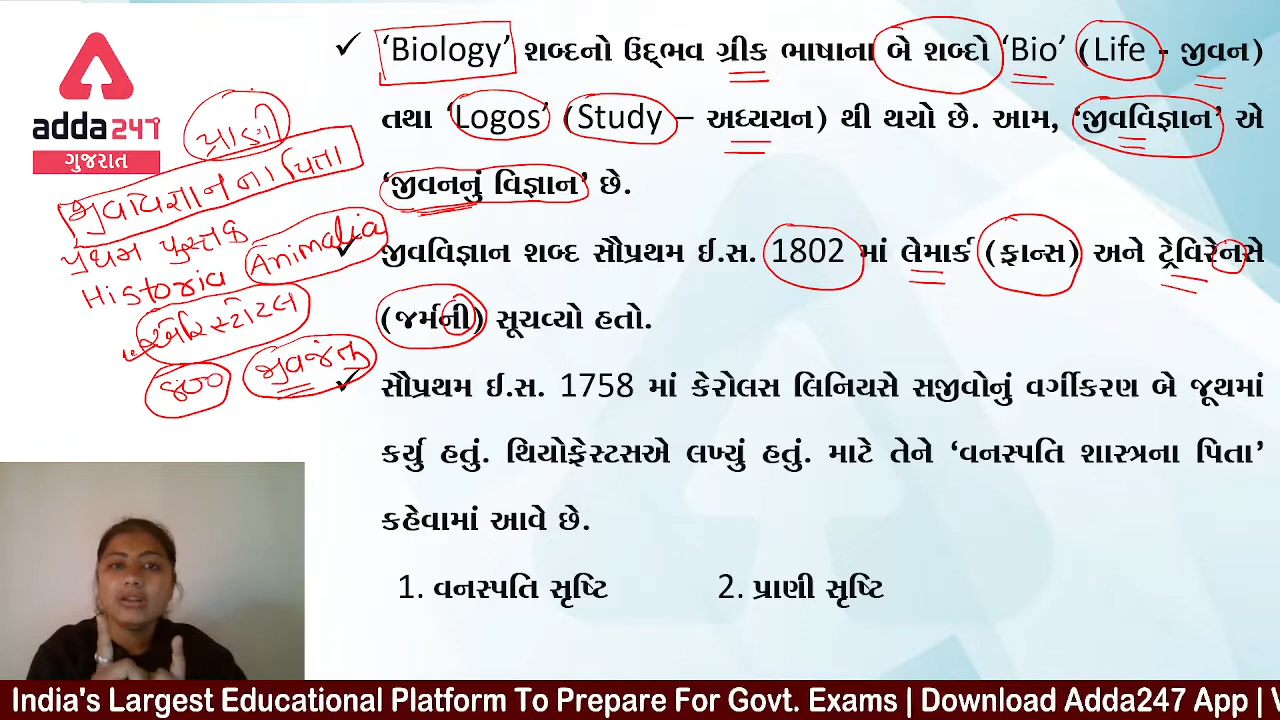 'Biology' શબ્દનો ઉદ્ભવ ગ્રીક ભાષાના બે શબ્દો 'Bio' (Life - જીવન)
તથા 'Logos' (Study – અધ્યયન) થી થયો છે. આમ, 'જીવવિજ્ઞાન' એ
'જીવનનું વિજ્ઞાન' છે.
જીવવિજ્ઞાન શબ્દ સૌપ્રથમ ઈ.સ. 1802 માં લેમાર્ક (ફ્રાન્સ) અને ટ્રેવિરેનસે
(જર્મની) સૂચવ્યો હતો.
સૌપ્રથમ ઈ.સ. 1758 માં કેરોલસ લિનિયસે સજીવોનું વર્ગીકરણ બે જૂથમાં
કર્યુ હતું. થિયોફ્રેસ્ટસએ લખ્યું હતું. માટે તેને 'વનસ્પતિ શાસ્ત્રના પિતા'
કહેવામાં આવે છે.
1. વનસ્પતિ સૃષ્ટિ 2. પ્રાણી સૃષ્ટિ
adda247
ગુજરાત
પ્રાણી
જીવવિજ્ઞાનના પિતા
પ્રથમ પુસ્તક
Historia Animalia
એરિસ્ટોટલ
જીવજંતુ
India's Largest Educational Platform To Prepare For Govt. Exams | Download Adda247 App |